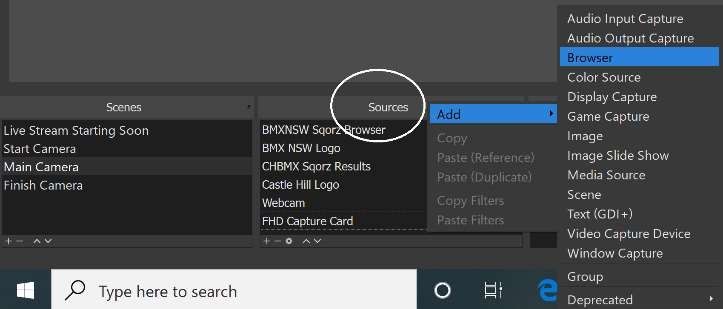 Scenes
Live Stream Starting Soon
Start Camera
Main Camera
Finish Camera
Sources
BMXNSW Sqorz Browser
BMX NSW Logo
CHBMX Sqorz Results
Castle Hill Logo
Webcam
FHD Capture Card
Add
Copy
Paste (Reference)
Paste (Duplicate)
Copy Filters
Paste Filters
Audio Input Capture
Audio Output Capture
Browser
Color Source
Display Capture
Game Capture
Image
Image Slide Show
Media Source
Scene
Text (GDI+)
Video Capture Device
Window Capture
Group
Deprecated
Type here to search